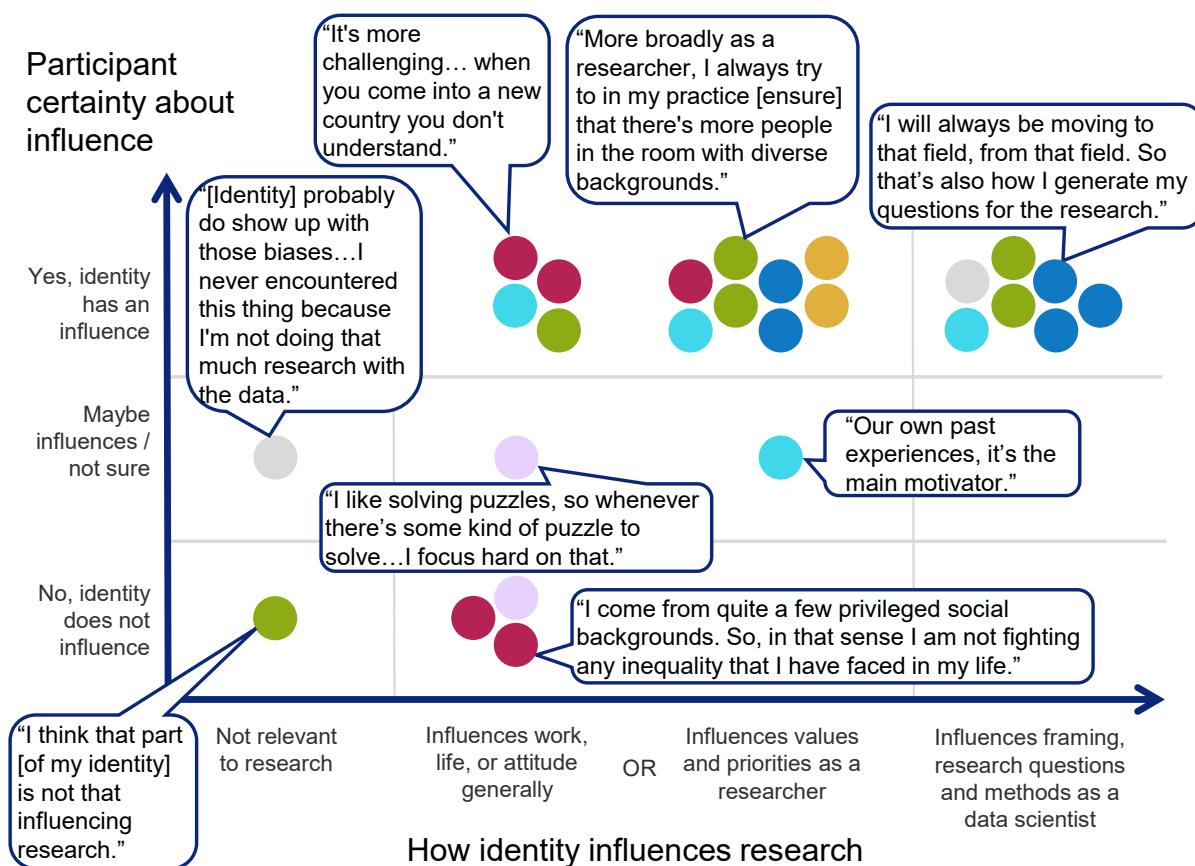 Participant
certainty about
influence
“It's more
challenging… when
you come into a new
country you don't
understand.”
“More broadly as a
researcher, I always try
to in my practice [ensure]
that there's more people
in the room with diverse
backgrounds.”
“I will always be moving to
that field, from that field. So
that’s also how I generate my
questions for the research.”
“[Identity] probably
do show up with
those biases…I
never encountered
this thing because
I'm not doing that
much research with
the data.”
Yes, identity
has an
influence
Maybe
influences /
not sure
“Our own past
experiences, it’s the
main motivator.”
“I like solving puzzles, so whenever
there’s some kind of puzzle to
solve…I focus hard on that.”
No, identity
does not
influence
“I come from quite a few privileged social
backgrounds. So, in that sense I am not fighting
any inequality that I have faced in my life.”
“I think that part
[of my identity]
is not that
influencing
research.”
Not relevant
to research
Influences work,
life, or attitude
generally
OR
Influences values
and priorities as a
researcher
Influences framing,
research questions
and methods as a
data scientist
How identity influences research